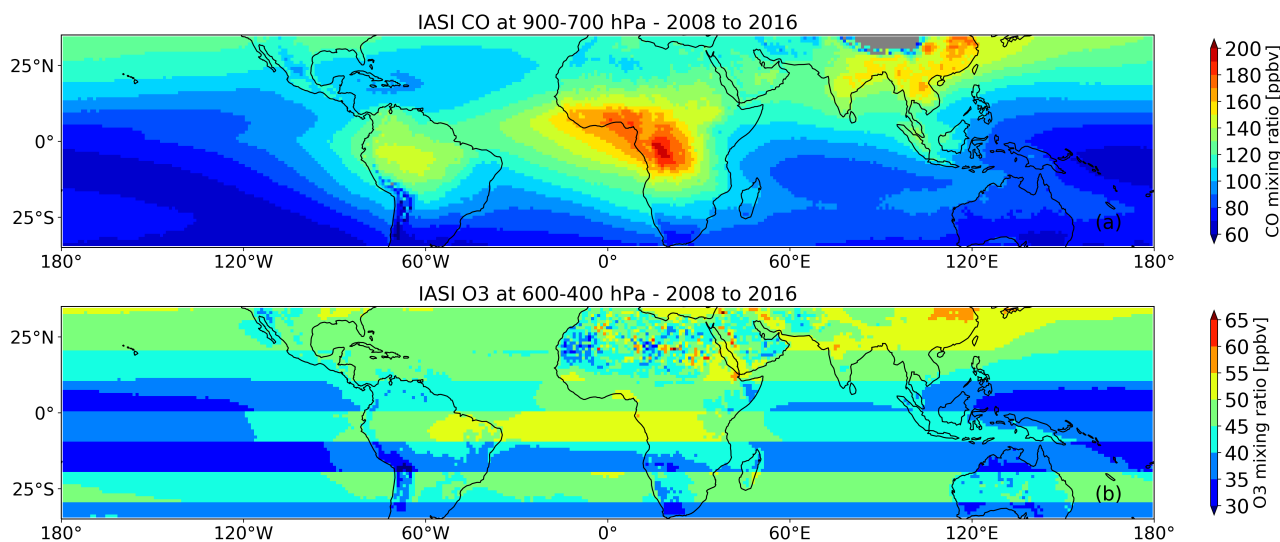 IASI CO at 900-700 hPa - 2008 to 2016
25°N
0°
25°S
180°
120°W
60°W
0°
60°E
120°E
180°
(a)
200
180
160
140
120
100
80
60
CO mixing ratio [ppbv]
IASI O3 at 600-400 hPa - 2008 to 2016
25°N
0°
25°S
180°
120°W
60°W
0°
60°E
120°E
180°
(b)
65
60
55
50
45
40
35
30
O3 mixing ratio [ppbv]